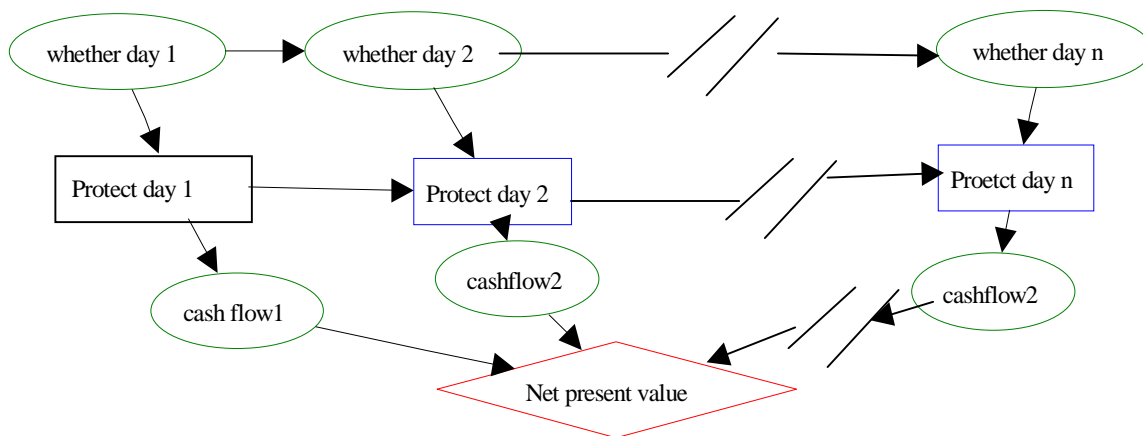 whether day 1
whether day 2
whether day n
Protect day 1
Protect day 2
Proetct day n
cash flow1
cashflow2
cashflow2
Net present value